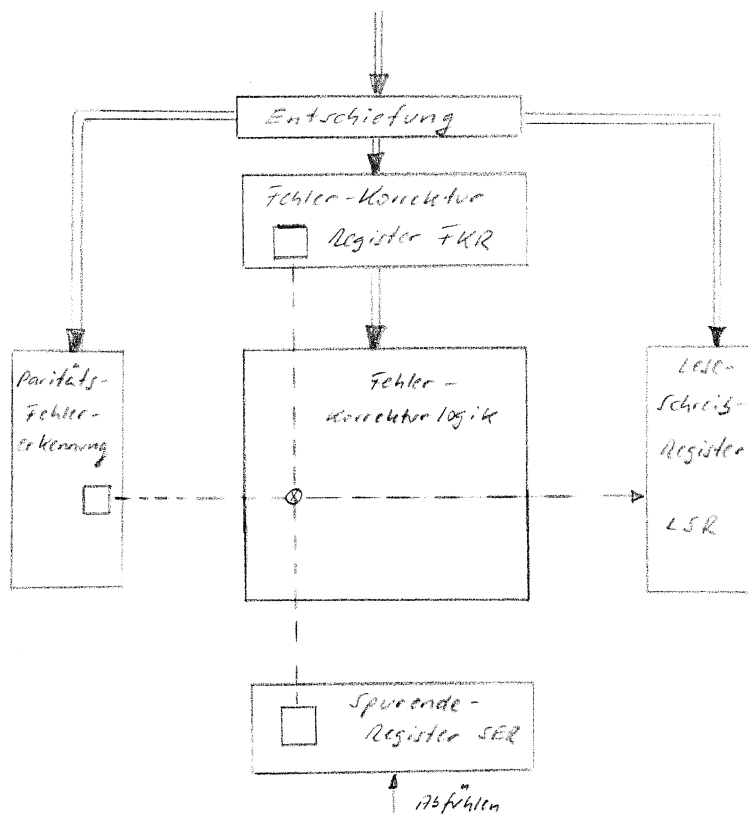 Entschiefung
Fehler-Korrektur
Register FKR
Paritäts-
Fehler-
erkennung
Fehler-
Korrekturlogik
Lese-
Schreib-
Register
LSR
Spurende-
Register SER
Abfühlen